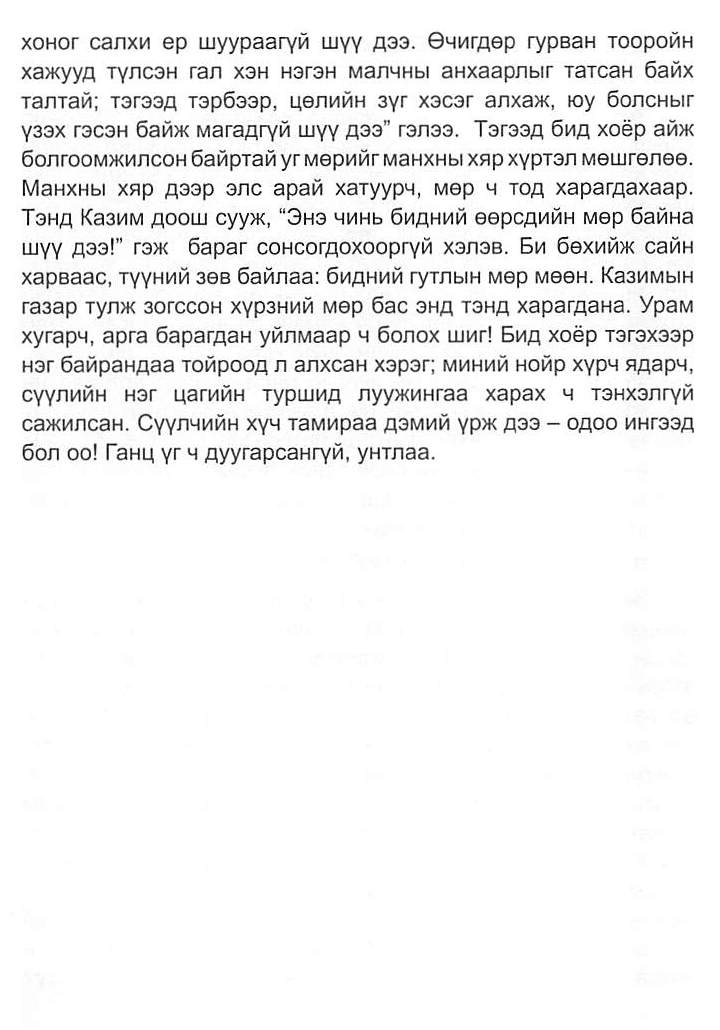 хоног салхи ер шуураагүй шүү дээ. Өчигдөр гурван тооройн
хажууд түлсэн гал хэн нэгэн малчны анхаарлыг татсан байх
талтай; тэгээд тэрбээр, цөлийн зүг хэсэг алхаж, юу болсныг
үзэх гэсэн байж магадгүй шүү дээ” гэлээ. Тэгээд бид хоёр айж
болгоомжилсон байртай уг мөрийг манхны хяр хүртэл мөшгөлөө.
Манхны хяр дээр элс арай хатуурч, мөр ч тод харагдахаар.
Тэнд Казим доош сууж, “Энэ чинь бидний өөрсдийн мөр байна
шүү дээ!” гэж бараг сонсогдохооргүй хэлэв. Би бөхийж сайн
харваас, түүний зөв байлаа: бидний гутлын мөр мөөн. Казимын
газар тулж зогссон хүрзний мөр бас энд тэнд харагдана. Урам
хугарч, арга барагдан уйлмаар ч болох шиг! Бид хоёр тэгэхээр
нэг байрандаа тойроод л алхсан хэрэг; миний нойр хүрч ядарч,
сүүлийн нэг цагийн туршид луужингаа харах ч тэнхэлгүй
сажилсан. Сүүлчийн хүч тамираа дэмий үрж дээ – одоо ингээд
бол оо! Ганц үг ч дуугарсангүй, унтлаа.